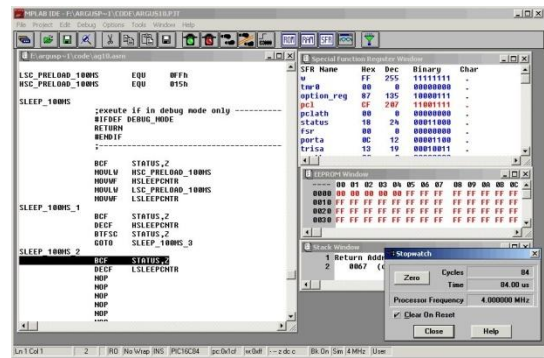 MPLAB IDE - F:\ARGUSP~1\CODE\ARGUS18.PJT
File Project Edit Debug Options Tools Window Help
ROM RAM SFR
F:\argusp~1\code\ag18.asm
LSC_PRELOAD_100MS EQU 0FFh
HSC_PRELOAD_100MS EQU 015h
SLEEP_100MS
;exeute if in debug mode only ----------
#IFDEF DEBUG_MODE
RETURN
#ENDIF
BCF STATUS,Z
MOVLW HSC_PRELOAD_100MS
MOVWF HSLEEPCNTR
MOVLW LSC_PRELOAD_100MS
MOVWF LSLEEPCNTR
SLEEP_100MS_1
BCF STATUS,Z
DECF HSLEEPCNTR
BTFSC STATUS,Z
GOTO SLEEP_100MS_3
SLEEP_100MS_2
BCF STATUS,Z
DECF LSLEEPCNTR
NOP
NOP
NOP
NOP
NOP
Special Function Register Window
SFR Name Hex Dec Binary Char
w FF 255 11111111 .
tmr0 00 0 00000000 .
option_reg 87 135 10000111 .
pcl CF 207 11001111 .
pclath 00 0 00000000 .
status 18 24 00011000 .
fsr 00 0 00000000 .
porta 0C 12 00001100 .
trisa 13 19 00010011 .
EEPROM Window
00 01 02 03 04 05 06 07 08 09 0A 0B 0C
0000 00 00 00 00 FF FF FF FF FF FF FF FF FF
0010 FF FF FF FF FF FF FF FF FF FF FF FF FF
0020 FF FF FF FF FF FF FF FF FF FF FF FF FF
0030 FF FF FF FF FF FF FF FF FF FF FF FF FF
Stack Window
1 Return Addr
2 0067
Stopwatch
Zero Cycles 84
Time 84.00 us
Processor Frequency 4.000000 MHz
Clear On Reset
Close Help
Ln 1 Col 1 2 RO No Wrap INS PIC16C84 pc:0x1cf w:0xff --z dc c Bk On Sim 4 MHz User